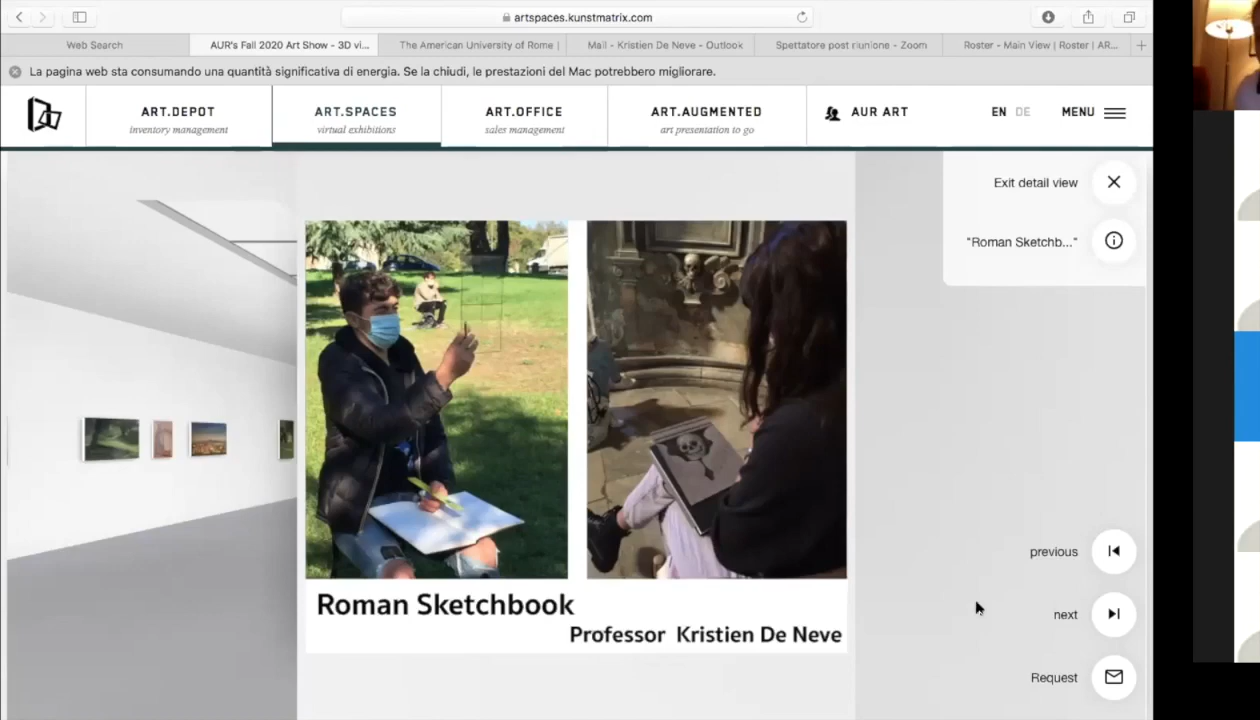 artspaces.kunstmatrix.com
Web Search
AUR's Fall 2020 Art Show - 3D vi...
The American University of Rome |
Mail - Kristien De Neve - Outlook
Spettatore post riunione - Zoom
Roster - Main View | Roster | AR...
La pagina web sta consumando una quantità significativa di energia. Se la chiudi, le prestazioni del Mac potrebbero migliorare.
ART.DEPOT
inventory management
ART.SPACES
virtual exhibitions
ART.OFFICE
sales management
ART.AUGMENTED
art presentation to go
AUR ART
EN DE
MENU
Exit detail view
"Roman Sketchb..."
Roman Sketchbook
Professor Kristien De Neve
previous
next
Request